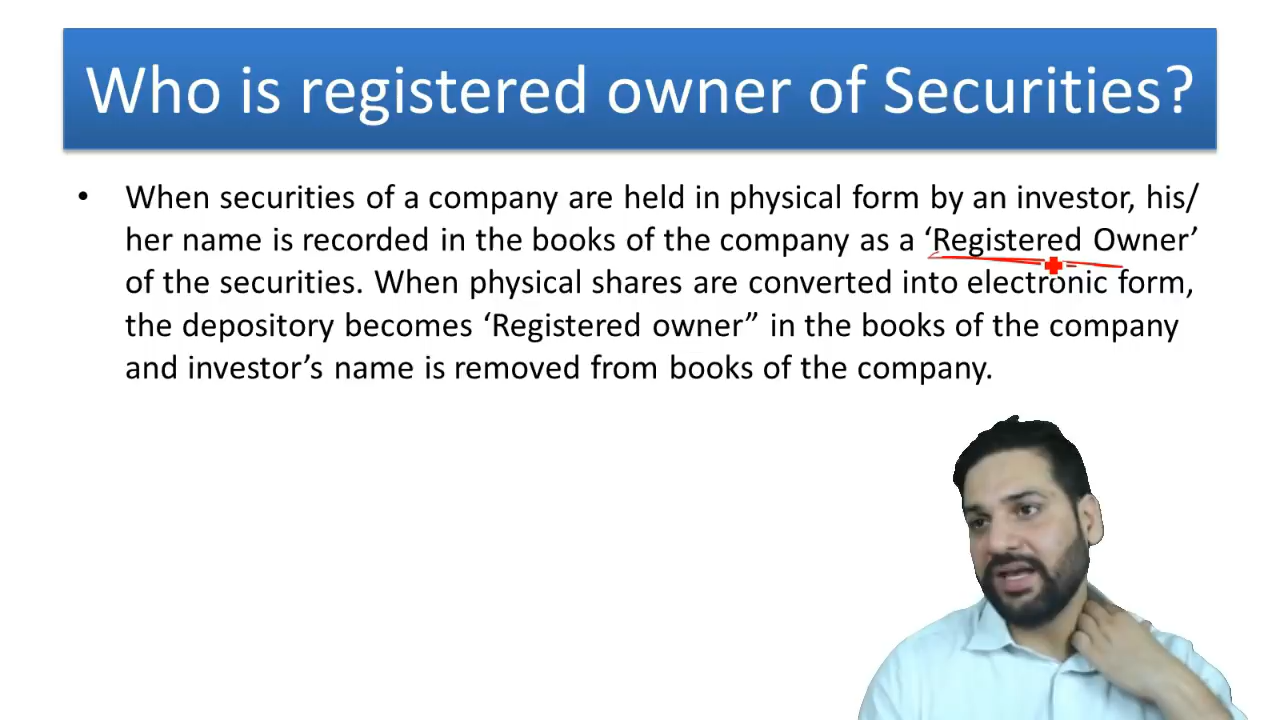 Who is registered owner of Securities?
• When securities of a company are held in physical form by an investor, his/
her name is recorded in the books of the company as a ‘Registered Owner’
of the securities. When physical shares are converted into electronic form,
the depository becomes ‘Registered owner” in the books of the company
and investor’s name is removed from books of the company.